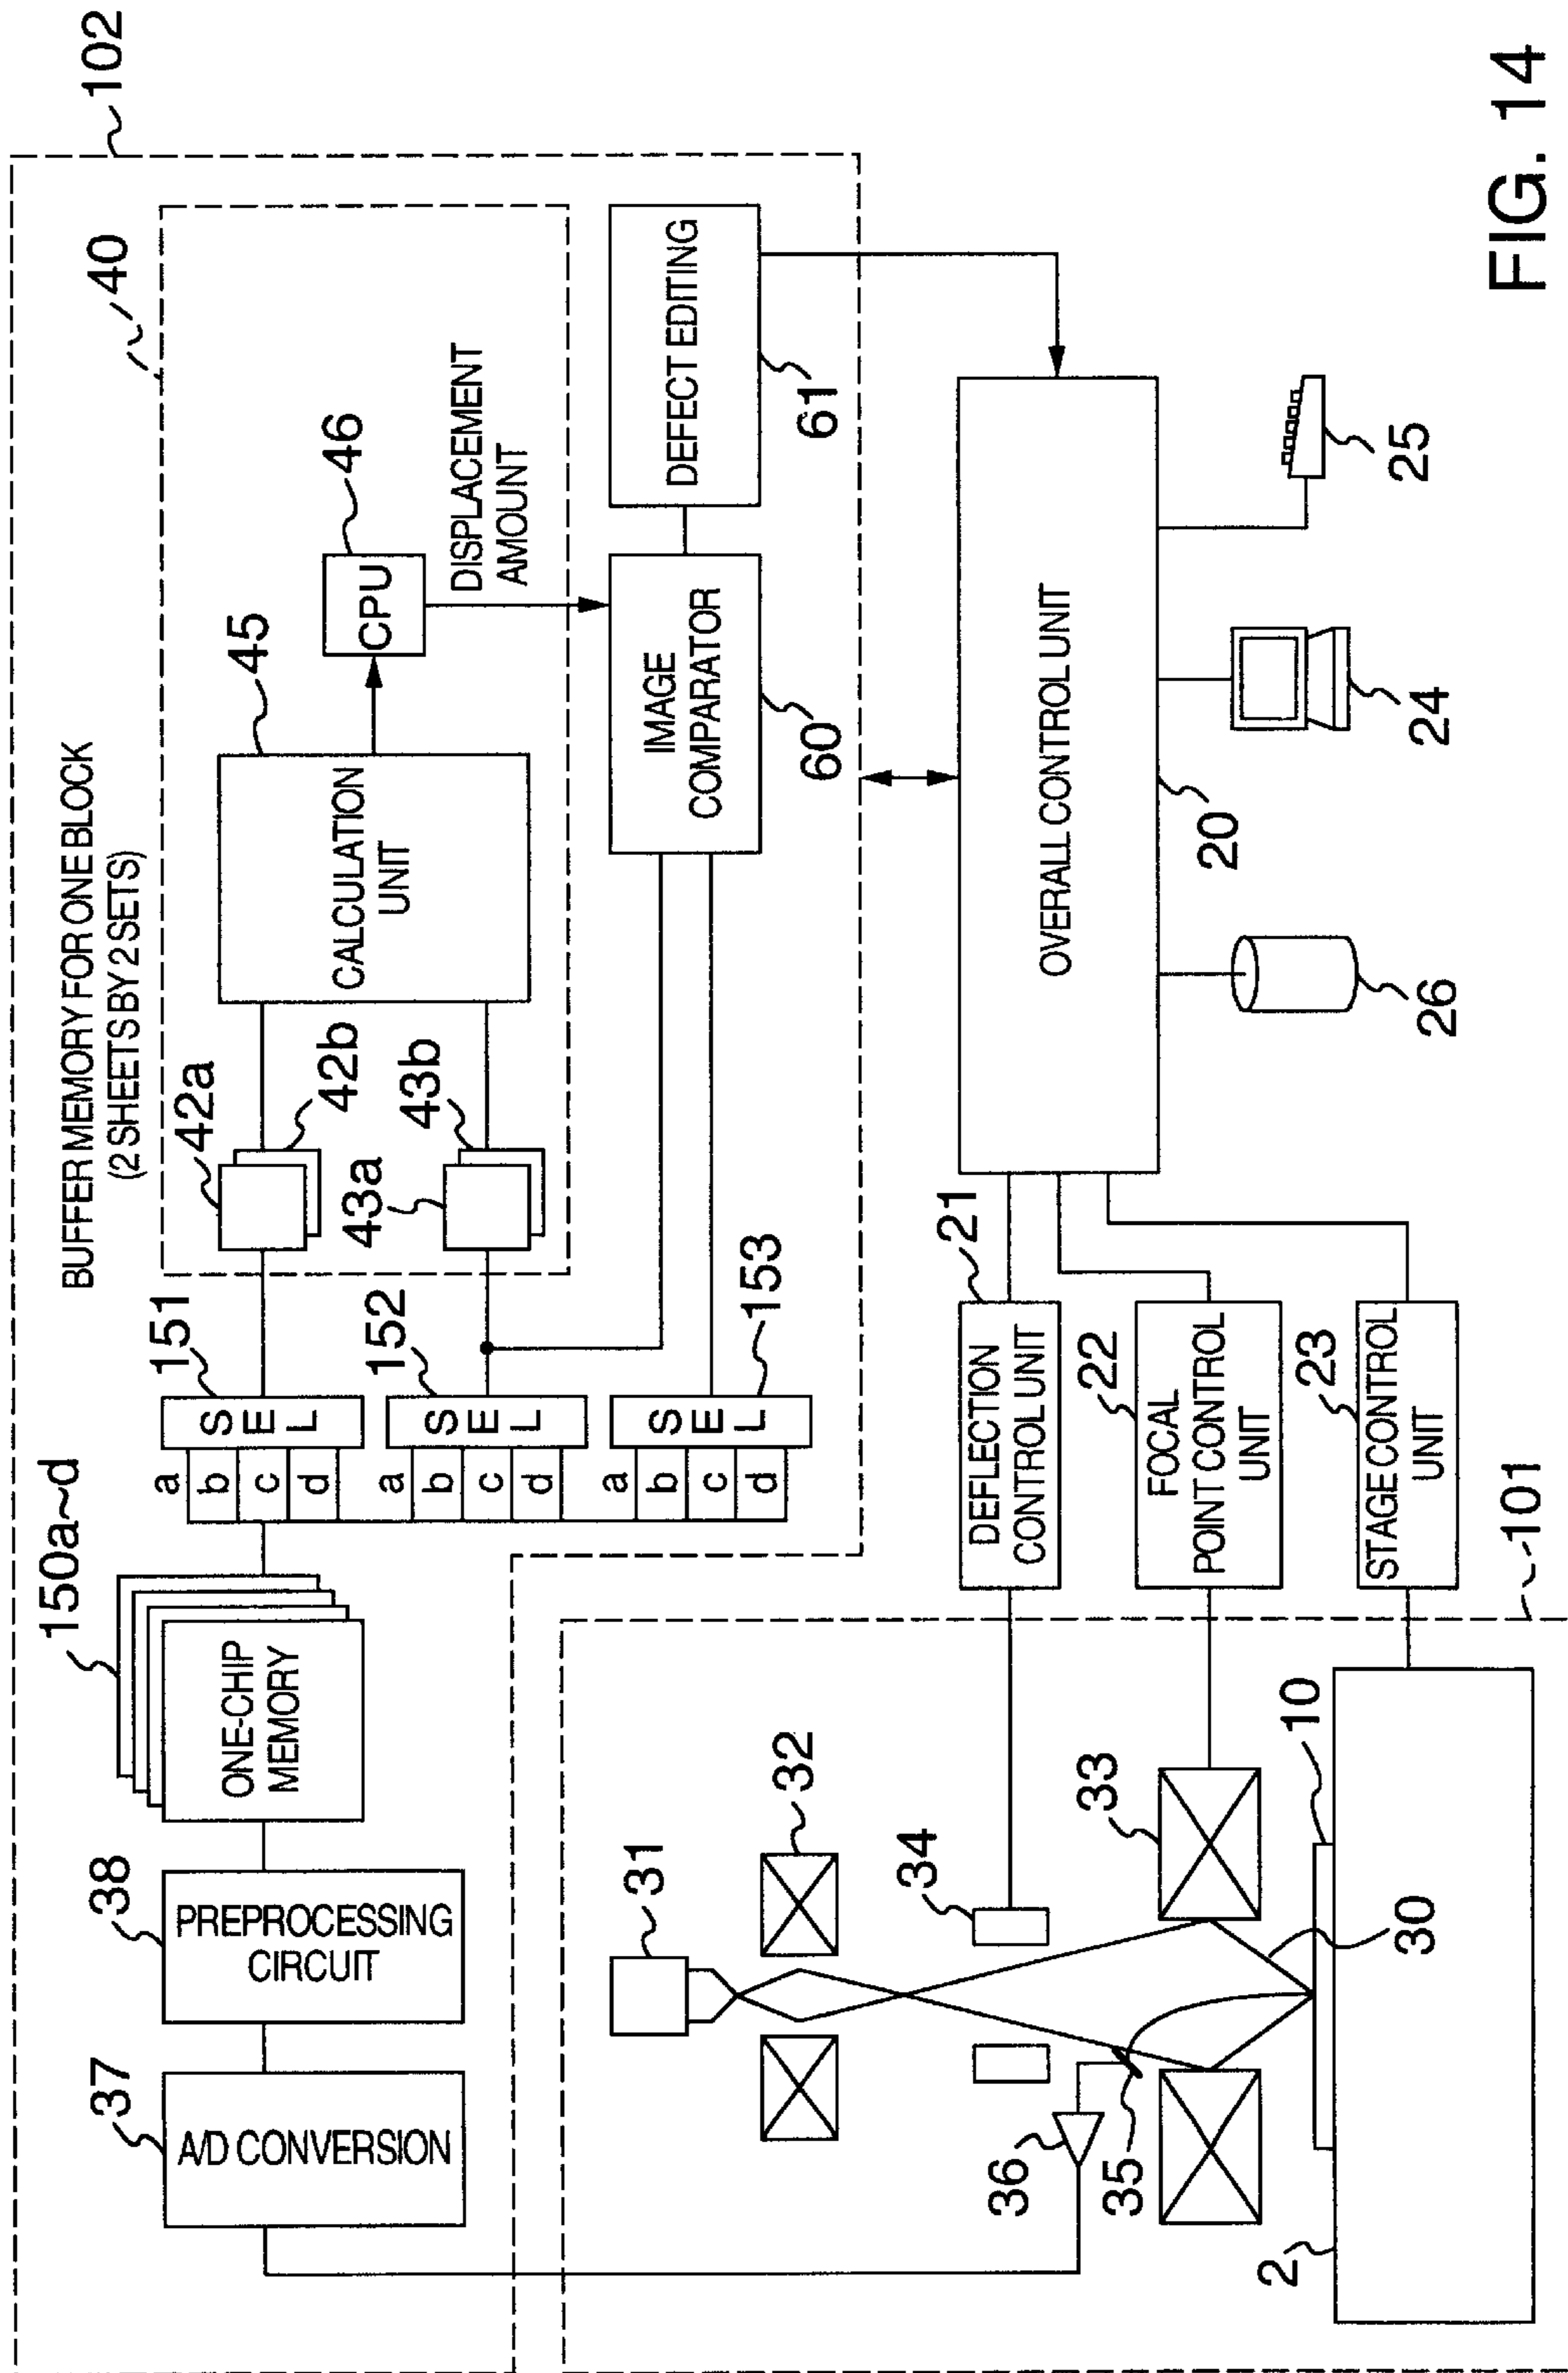 102
40
BUFFER MEMORY FOR ONE BLOCK
(2 SHEETS BY 2 SETS)
150a~d
37
38
A/D CONVERSION
PREPROCESSING
CIRCUIT
ONE-CHIP
MEMORY
a
b
c
d
SEL
151
a
b
c
d
SEL
152
a
b
c
d
SEL
153
42a
42b
43a
43b
45
CALCULATION
UNIT
46
CPU
DISPLACEMENT
AMOUNT
IMAGE
COMPARATOR
60
DEFECT EDITING
61
31
32
34
36
35
33
30
10
2
101
21
DEFLECTION
CONTROL UNIT
22
FOCAL
POINT CONTROL
UNIT
23
STAGE CONTROL
UNIT
OVERALL CONTROL UNIT
20
26
24
25
FIG. 14